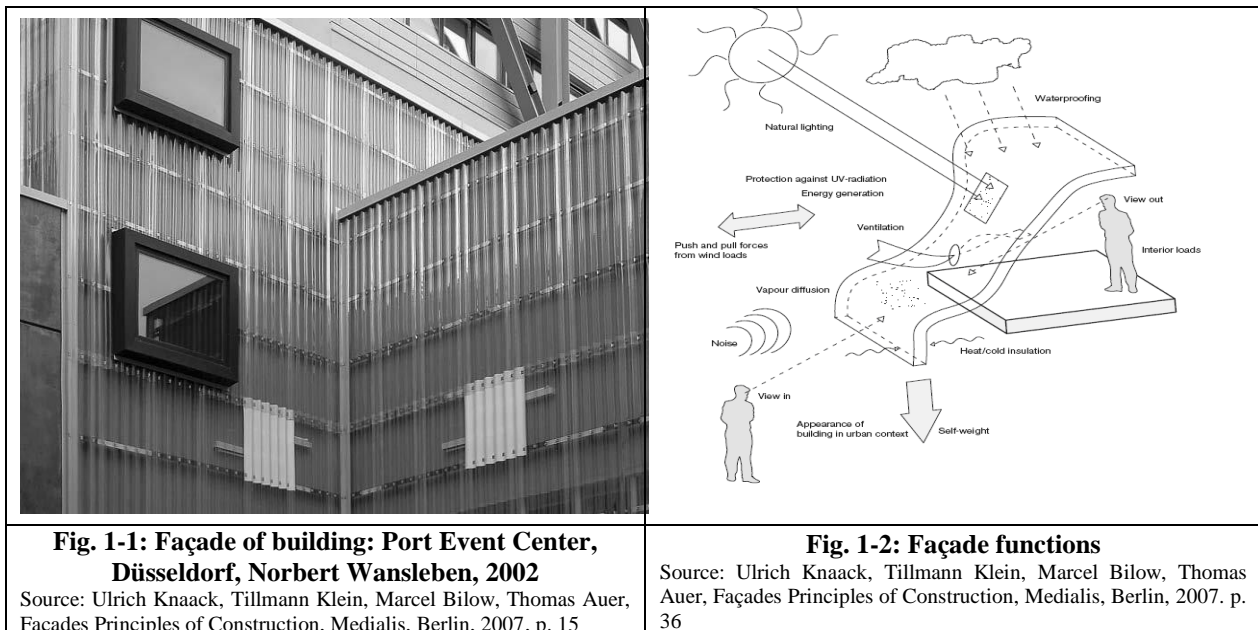 Waterproofing
Natural lighting
Protection against UV-radiation
Energy generation
View out
Ventilation
Push and pull forces
from wind loads
Interior loads
Vapour diffusion
Noise
Heat/cold insulation
View in
Appearance of
building in urban context
Self-weight
Fig. 1-1: Façade of building: Port Event Center,
Düsseldorf, Norbert Wansleben, 2002
Source: Ulrich Knaack, Tillmann Klein, Marcel Bilow, Thomas Auer,
Façades Principles of Construction, Medialis, Berlin, 2007. p. 15
Fig. 1-2: Façade functions
Source: Ulrich Knaack, Tillmann Klein, Marcel Bilow, Thomas
Auer, Façades Principles of Construction, Medialis, Berlin, 2007. p.
36